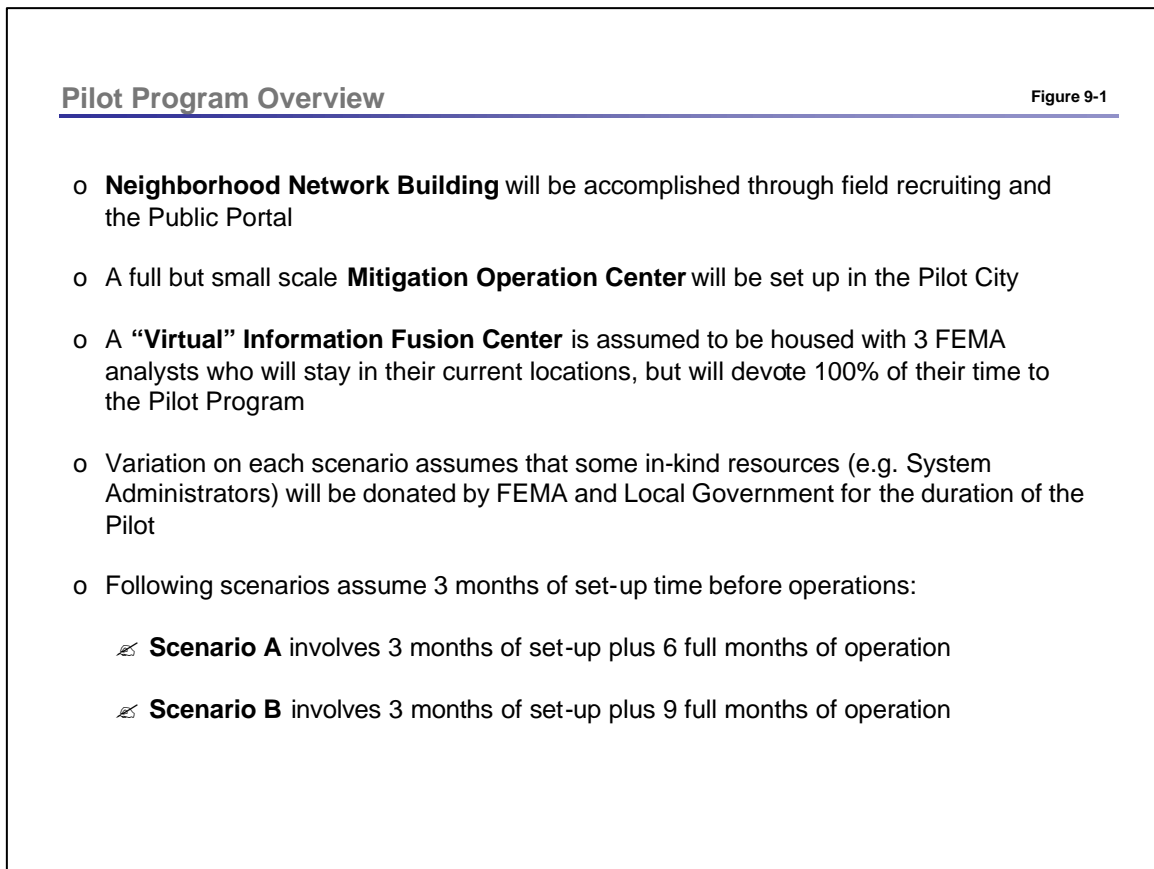 Pilot Program Overview
Figure 9-1
o Neighborhood Network Building will be accomplished through field recruiting and
the Public Portal
o A full but small scale Mitigation Operation Center will be set up in the Pilot City
o A “Virtual” Information Fusion Center is assumed to be housed with 3 FEMA
analysts who will stay in their current locations, but will devote 100% of their time to
the Pilot Program
o Variation on each scenario assumes that some in-kind resources (e.g. System
Administrators) will be donated by FEMA and Local Government for the duration of the
Pilot
o Following scenarios assume 3 months of set-up time before operations:
✍ Scenario A involves 3 months of set-up plus 6 full months of operation
✍ Scenario B involves 3 months of set-up plus 9 full months of operation